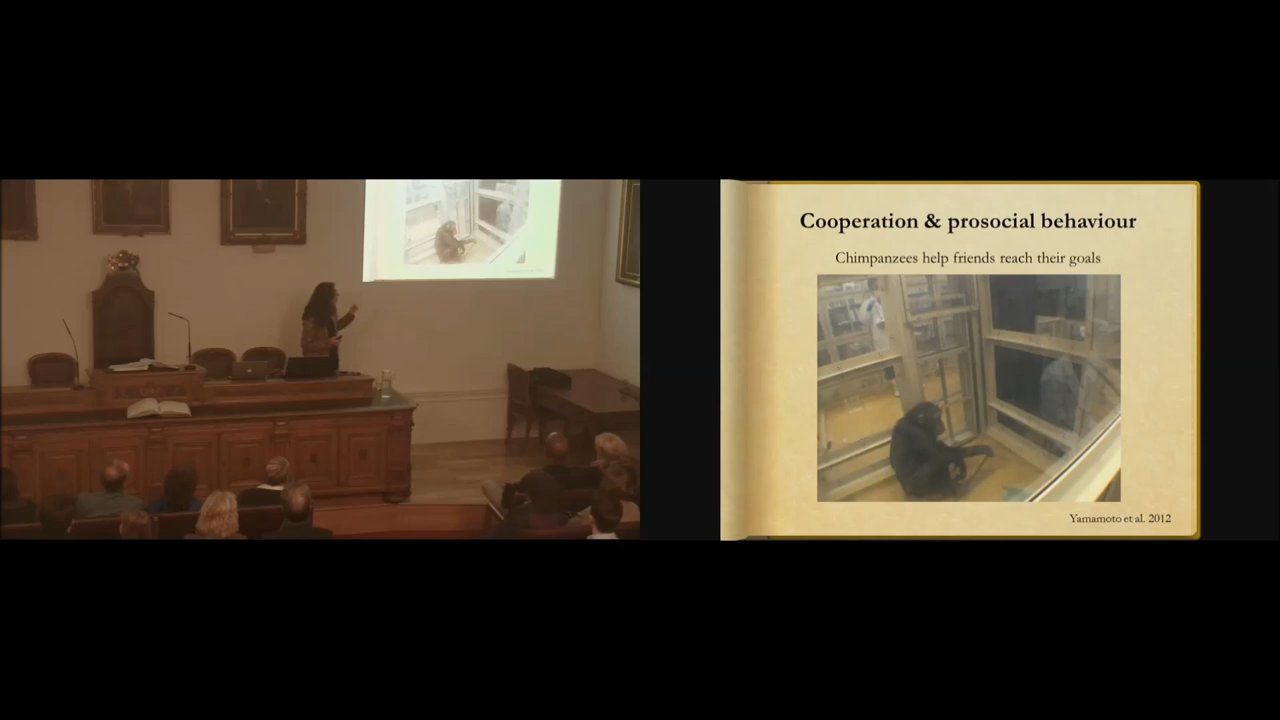 Cooperation & prosocial behaviour
Chimpanzees help friends reach their goals
Yamamoto et al. 2012